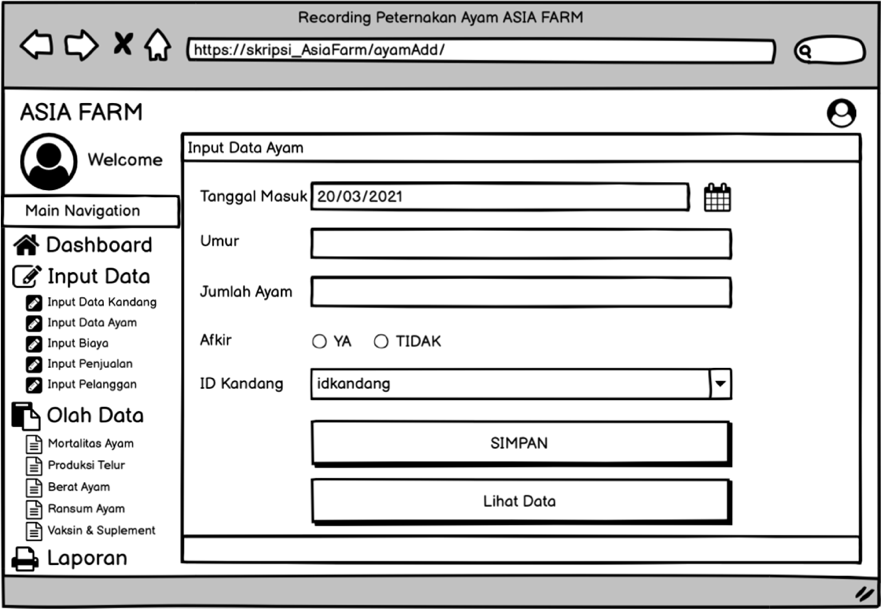 Recording Peternakan Ayam ASIA FARM
https://skripsi_AsiaFarm/ayamAdd/
ASIA FARM
Welcome
Main Navigation
Dashboard
Input Data
Input Data Kandang
Input Data Ayam
Input Biaya
Input Penjualan
Input Pelanggan
Olah Data
Mortalitas Ayam
Produksi Telur
Berat Ayam
Ransum Ayam
Vaksin & Suplement
Laporan
Input Data Ayam
Tanggal Masuk 20/03/2021
Umur
Jumlah Ayam
Afkir YA TIDAK
ID Kandang idkandang
SIMPAN
Lihat Data